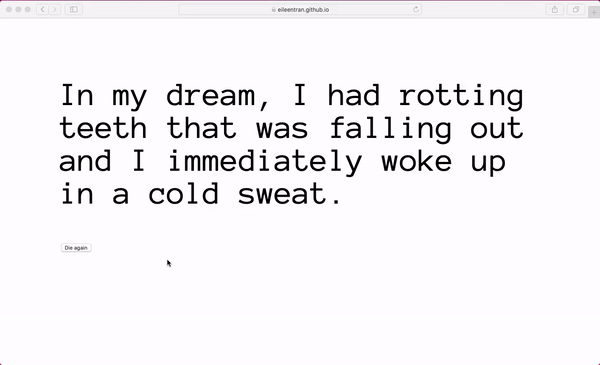 eileentran.github.io
In my dream, I had rotting
teeth that was falling out
and I immediately woke up
in a cold sweat.
Die again